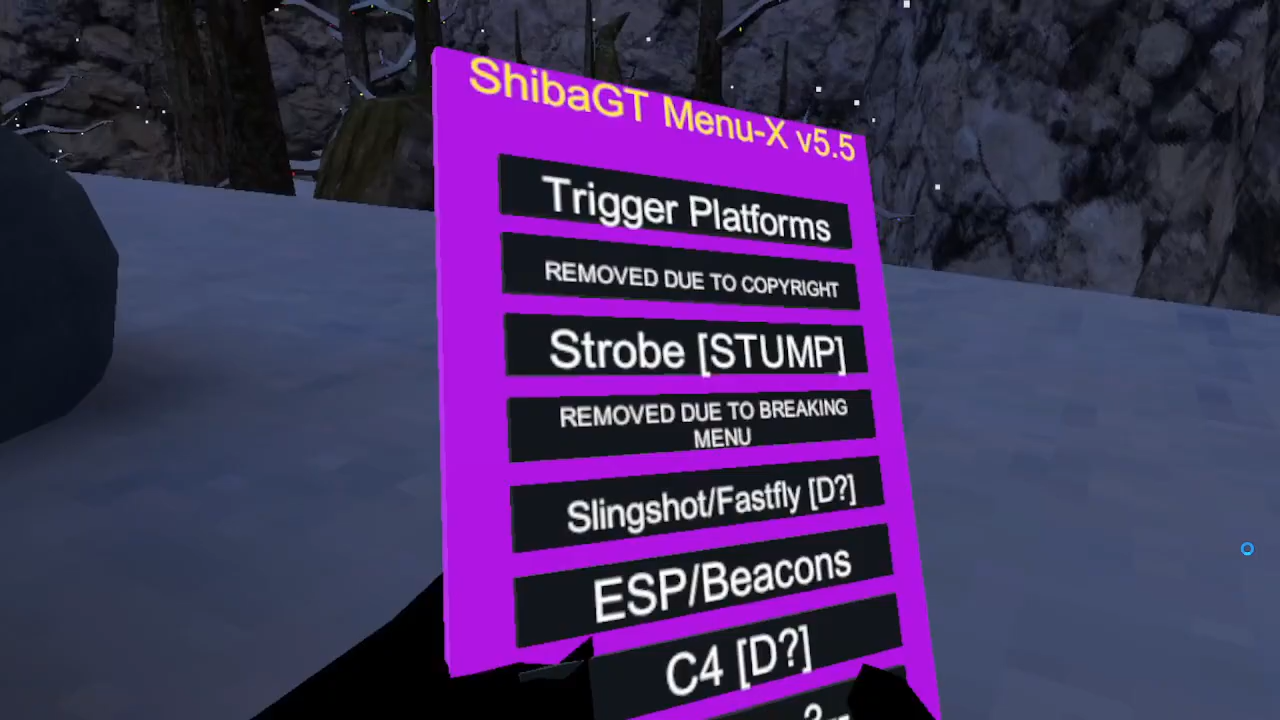 ShibaGT Menu-X v5.5
Trigger Platforms
REMOVED DUE TO COPYRIGHT
Strobe [STUMP]
REMOVED DUE TO BREAKING
MENU
Slingshot/Fastfly [D?]
ESP/Beacons
C4 [D?]